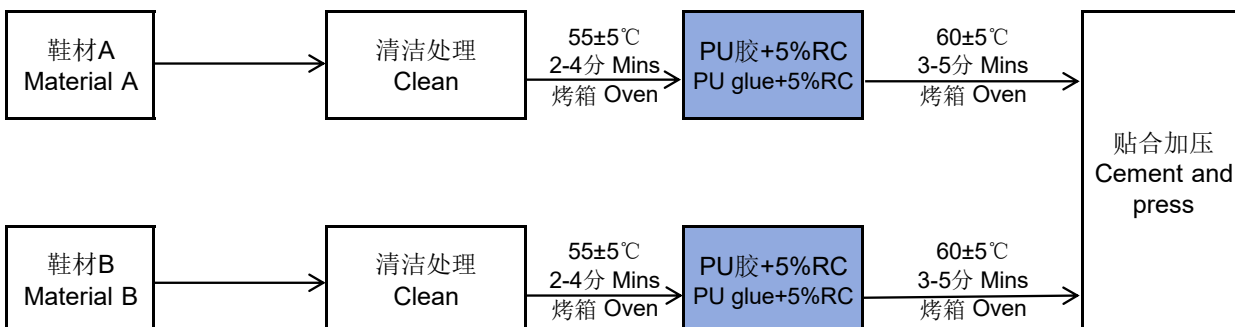 鞋材A
Material A
清洁处理
Clean
55±5℃
2-4分 Mins
烤箱 Oven
PU胶+5%RC
PU glue+5%RC
60±5℃
3-5分 Mins
烤箱 Oven
贴合加压
Cement and
press
鞋材B
Material B
清洁处理
Clean
55±5℃
2-4分 Mins
烤箱 Oven
PU胶+5%RC
PU glue+5%RC
60±5℃
3-5分 Mins
烤箱 Oven